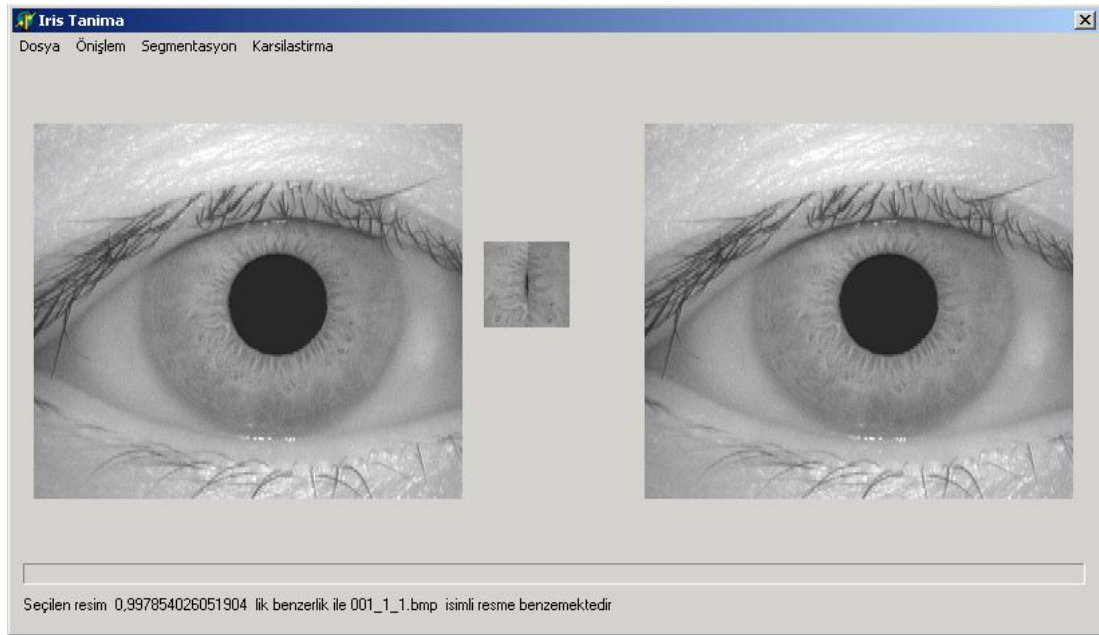 Iris Tanima
Dosya Önişlem Segmentasyon Karsilastirma
Seçilen resim 0,997854026051904 lik benzerlik ile 001_1_1.bmp isimli resme benzemektedir